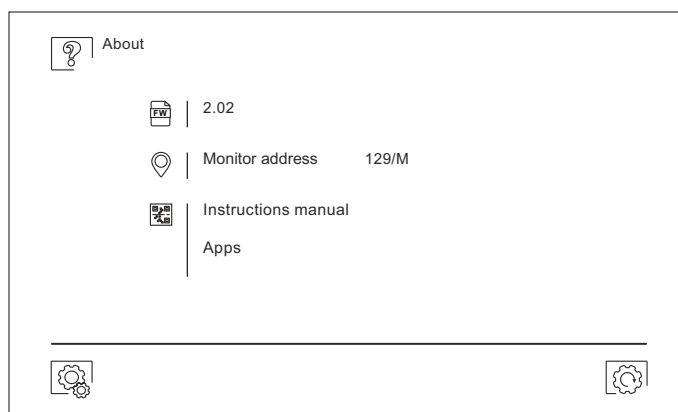 About
FW 2.02
Monitor address 129/M
Instructions manual
Apps